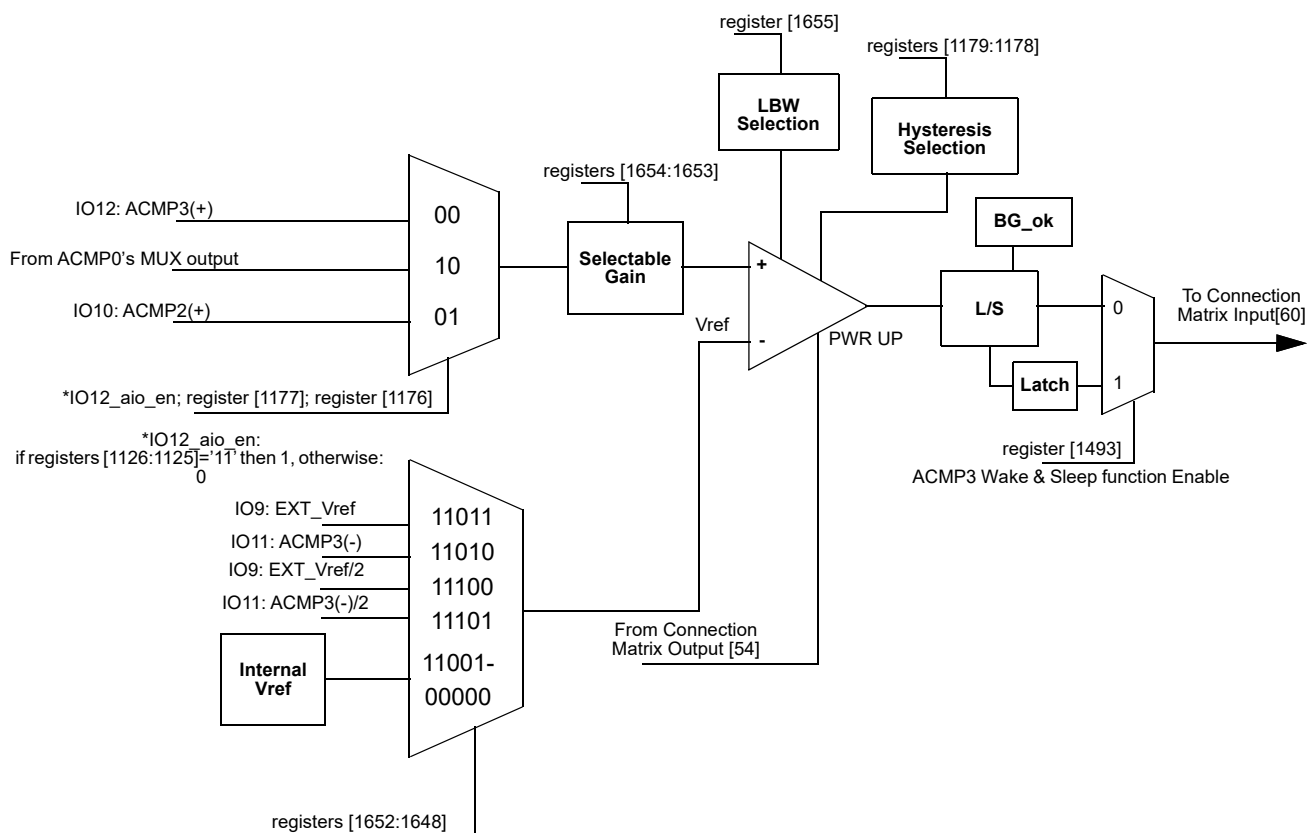 register [1655]
registers [1179:1178]
LBW
Selection
Hysteresis
Selection
registers [1654:1653]
IO12: ACMP3(+)
00
BG_ok
From ACMP0's MUX output
10
Selectable
Gain
+
To Connection
Matrix Input[60]
IO10: ACMP2(+)
01
L/S
0
Vref
-
PWR UP
Latch
1
*IO12_aio_en; register [1177]; register [1176]
*IO12_aio_en:
if registers [1126:1125]='11' then 1, otherwise:
0
register [1493]
ACMP3 Wake & Sleep function Enable
IO9: EXT_Vref
11011
IO11: ACMP3(-)
11010
IO9: EXT_Vref/2
11100
IO11: ACMP3(-)/2
11101
From Connection
Matrix Output [54]
Internal
Vref
11001-
00000
registers [1652:1648]